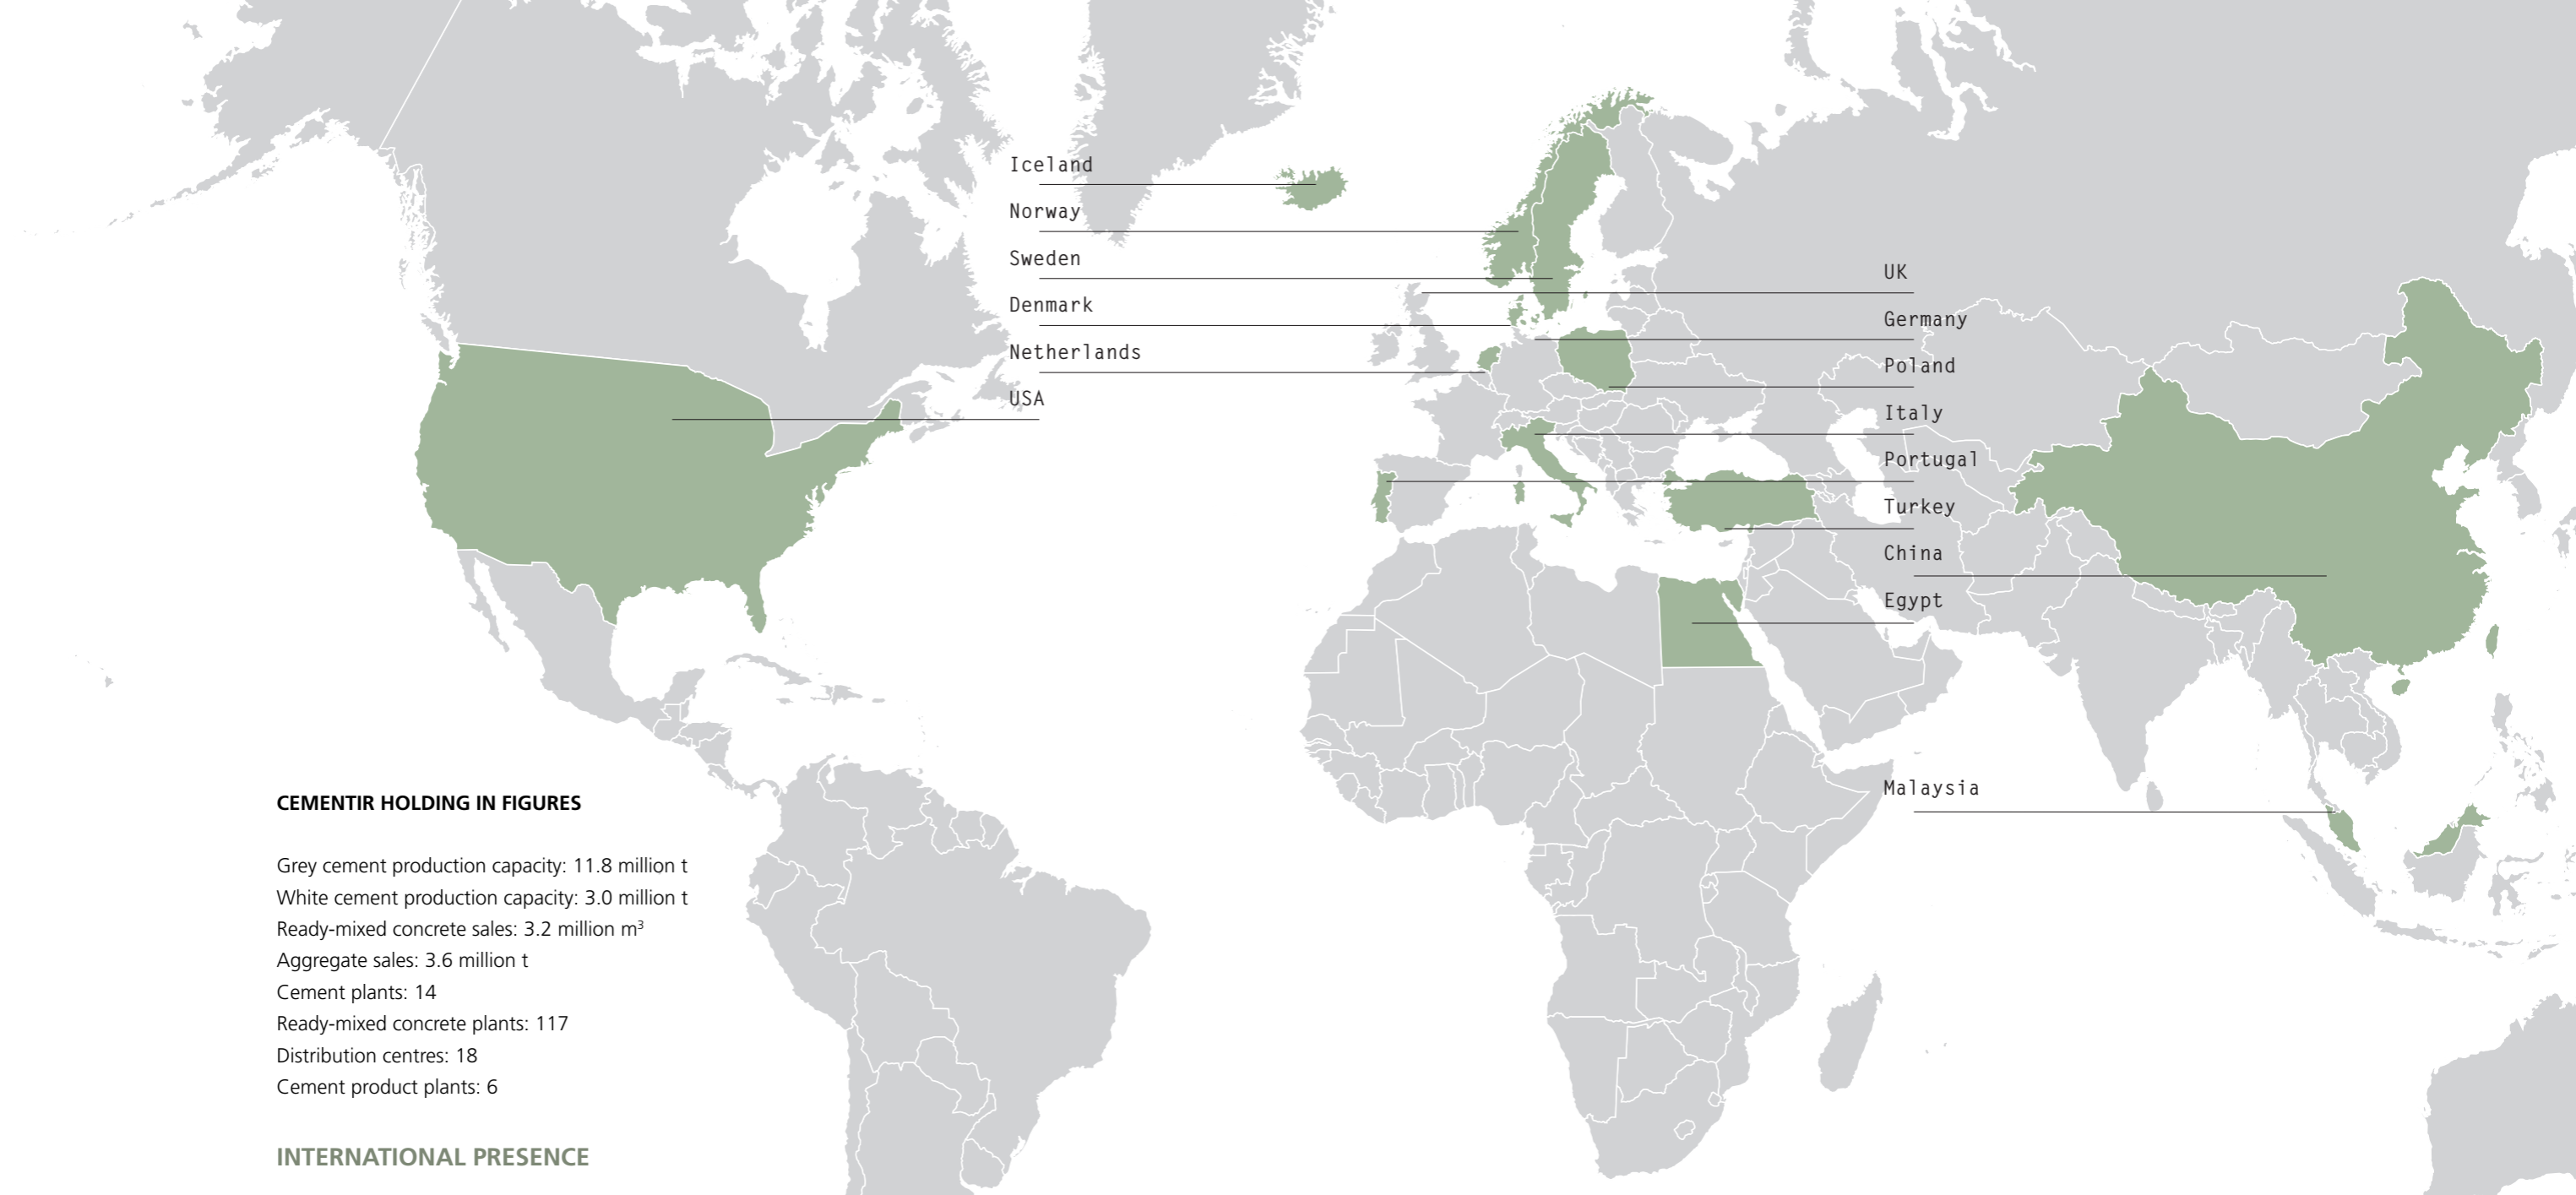 Iceland
Norway
Sweden
Denmark
Netherlands
USA
UK
Germany
Poland
Italy
Portugal
Turkey
China
Egypt
Malaysia
CEMENTIR HOLDING IN FIGURES
Grey cement production capacity: 11.8 million t
White cement production capacity: 3.0 million t
Ready-mixed concrete sales: 3.2 million m³
Aggregate sales: 3.6 million t
Cement plants: 14
Ready-mixed concrete plants: 117
Distribution centres: 18
Cement product plants: 6
INTERNATIONAL PRESENCE